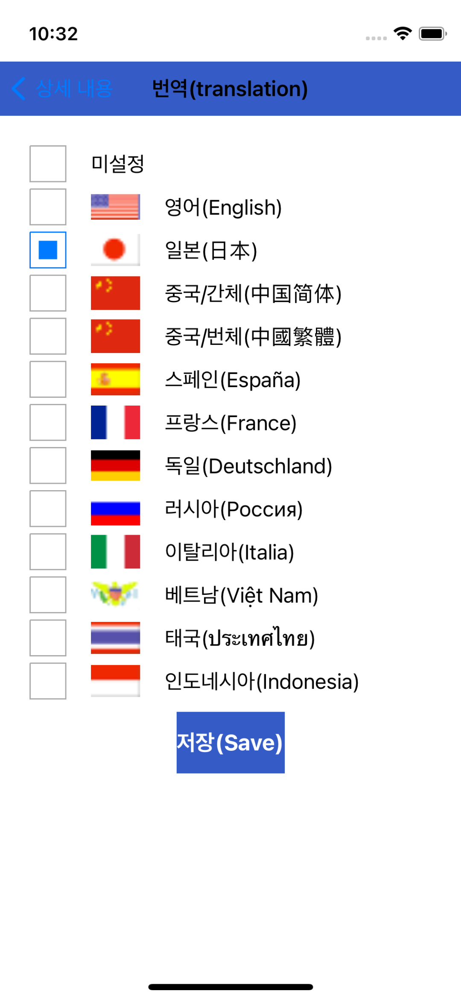 10:32
상세 내용
번역(translation)
미설정
영어(English)
일본(日本)
중국/간체(中国简体)
중국/번체(中國繁體)
스페인(España)
프랑스(France)
독일(Deutschland)
러시아(Россия)
이탈리아(Italia)
베트남(Việt Nam)
태국(ประเทศไทย)
인도네시아(Indonesia)
저장(Save)